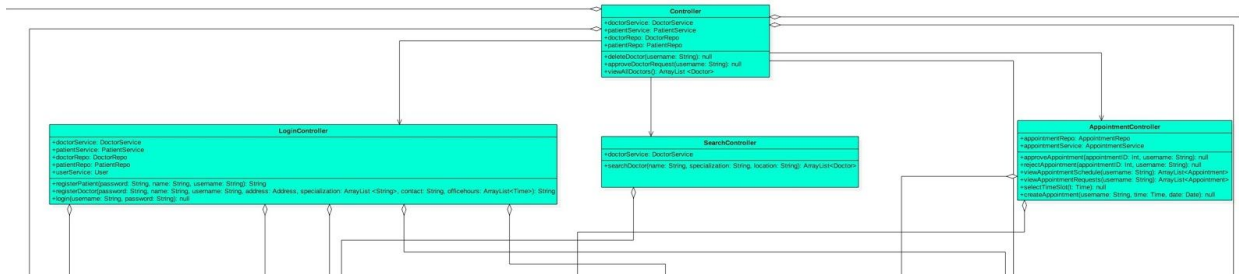 Controller
+doctorService: DoctorService
+patientService: PatientService
+doctorRepo: DoctorRepo
+patientRepo: PatientRepo
+deleteDoctor(username: String): null
+approveDoctorRequest(username: String): null
+viewAllDoctors(): ArrayList <Doctor>
LoginController
+doctorService: DoctorService
+patientService: PatientService
+doctorRepo: DoctorRepo
+patientRepo: PatientRepo
+userService: User
+registerPatient(password: String, name: String, username: String): String
+registerDoctor(password: String, name: String, username: String, address: Address, specialization: ArrayList <String>, contact: String, officehours: ArrayList<Time>): String
+login(username: String, password: String): null
SearchController
+doctorService: DoctorService
+searchDoctor(name: String, specialization: String, location: String): ArrayList<Doctor>
AppointmentController
+appointmentRepo: AppointmentRepo
+appointmentService: AppointmentService
+approveAppointment(appointmentID: int, username: String): null
+rejectAppointment(appointmentID: int, username: String): null
+viewAppointmentSchedule(username: String): ArrayList<Appointment>
+viewAppointmentRequests(username: String): ArrayList<Appointment>
+selectTimeSlot(): Time): null
+createAppointment(username: String, time: Time, date: Date): null